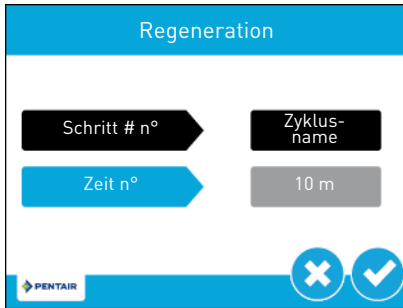 Regeneration
Schritt # n°
Zyklus-
name
Zeit n°
10 m
PENTAIR